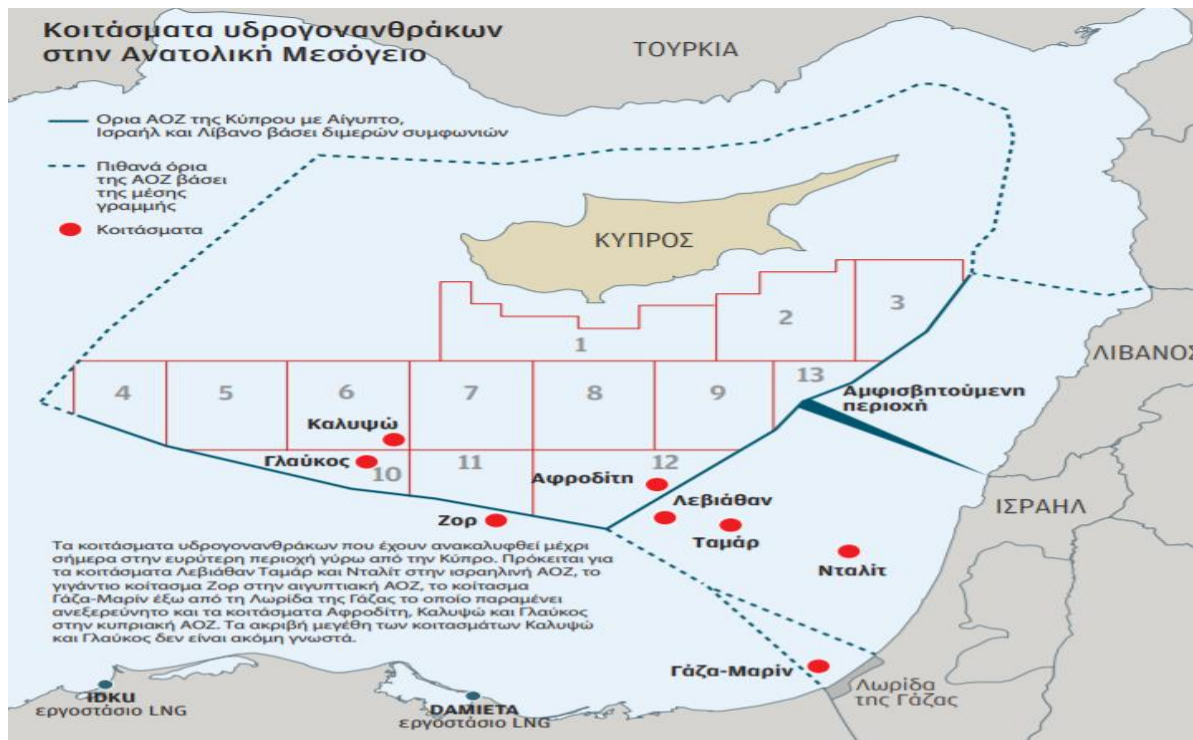 Κοιτάσματα υδρογονανθράκων
στην Ανατολική Μεσόγειο
ΤΟΥΡΚΙΑ
Ορια ΑΟΖ της Κύπρου με Αίγυπτο,
Ισραήλ και Λίβανο βάσει διμερών συμφωνιών
Πιθανά όρια
της ΑΟΖ βάσει
της μέσης
γραμμής
Κοιτάσματα
ΚΥΠΡΟΣ
1
2
3
ΛΙΒΑΝΟΣ
4
5
6
7
8
9
13
Αμφισβητούμενη
περιοχή
Καλυψώ
Γλαύκος
10
11
12
Αφροδίτη
Λεβιάθαν
Ταμάρ
Νταλίτ
ΙΣΡΑΗΛ
Ζορ
Τα κοιτάσματα υδρογονανθράκων που έχουν ανακαλυφθεί μέχρι
σήμερα στην ευρύτερη περιοχή γύρω από την Κύπρο. Πρόκειται για
τα κοιτάσματα Λεβιάθαν Ταμάρ και Νταλίτ στην ισραηλινή ΑΟΖ, το
γιγάντιο κοίτασμα Ζορ στην αιγυπτιακή ΑΟΖ, το κοίτασμα
Γάζα-Μαρίν έξω από τη Λωρίδα της Γάζας το οποίο παραμένει
ανεξερεύνητο και τα κοιτάσματα Αφροδίτη, Καλυψώ και Γλαύκος
στην κυπριακή ΑΟΖ. Τα ακριβή μεγέθη των κοιτασμάτων Καλυψώ
και Γλαύκος δεν είναι ακόμη γνωστά.
Γάζα-Μαρίν
Λωρίδα
της Γάζας
IDKU
εργοστάσιο LNG
DAMIETA
εργοστάσιο LNG